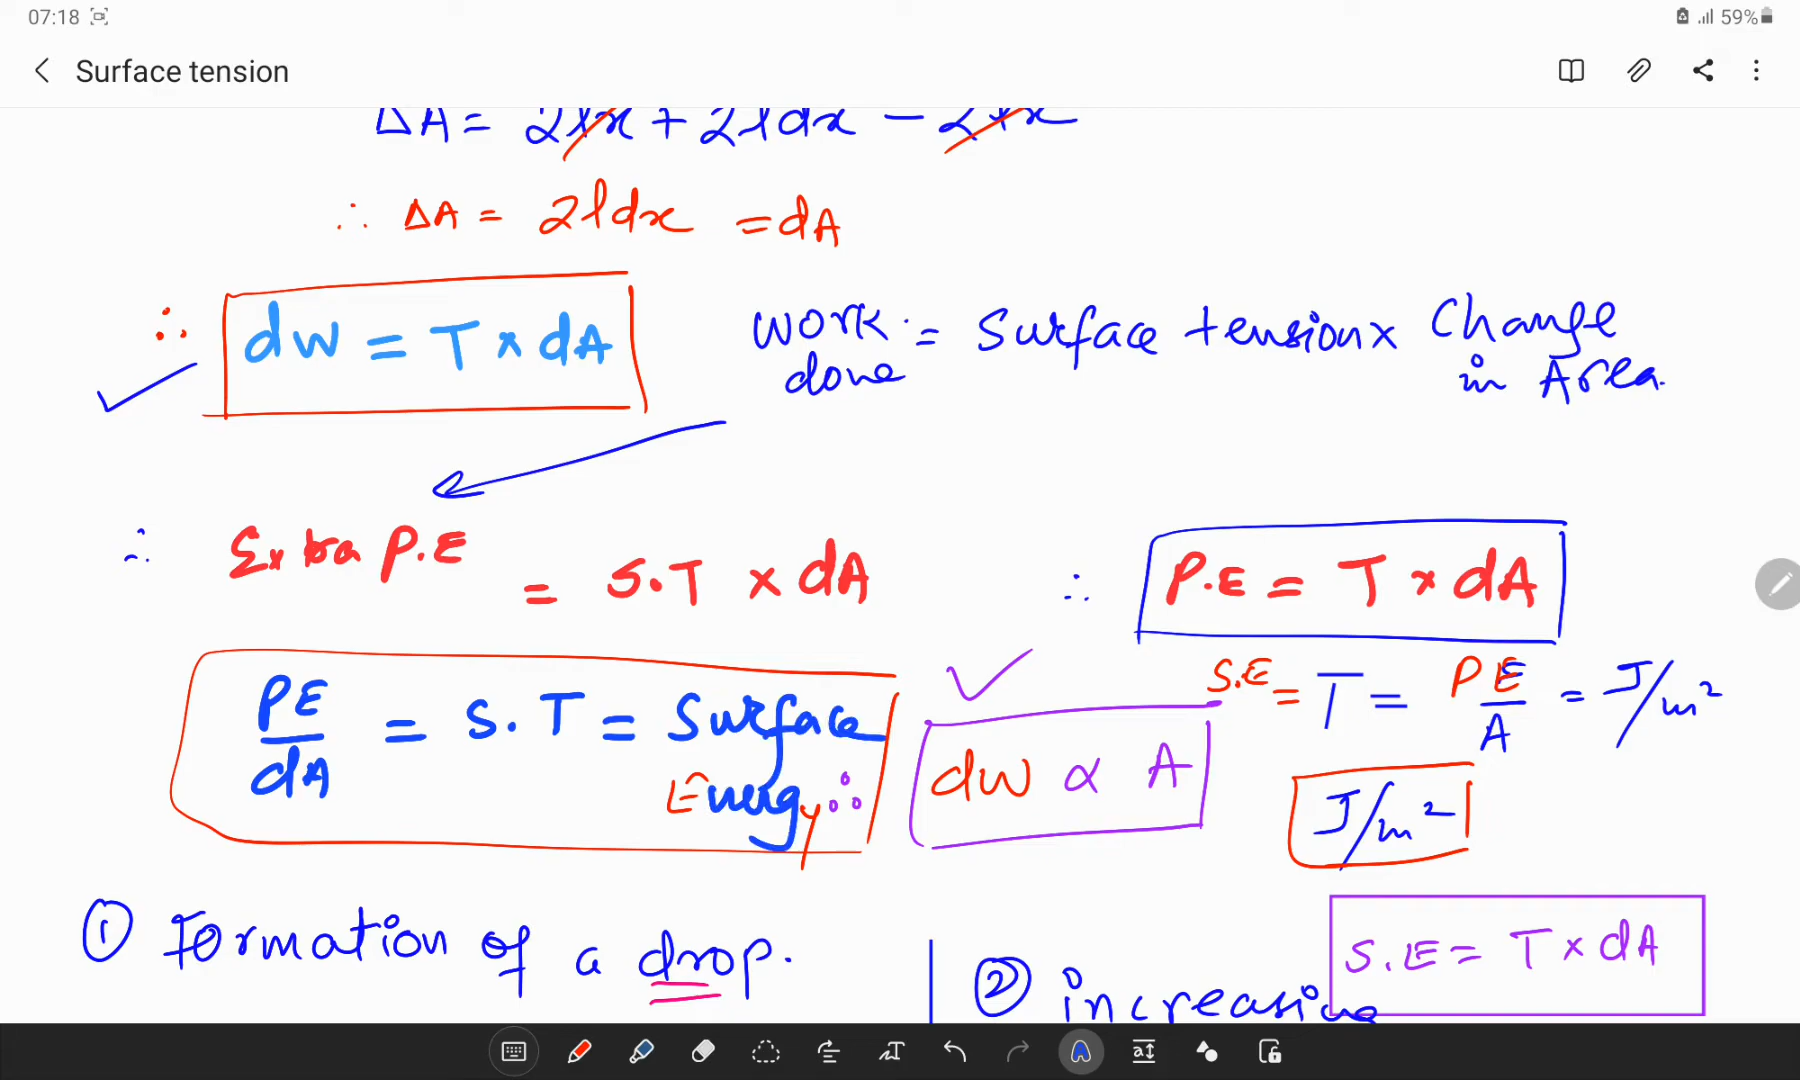 07:18
59%
Surface tension
ΔA = 2lx + 2ldx - 2lx
∴ ΔA = 2ldx = dA
∴ dW = T × dA
Work done = Surface tension × Change in Area.
∴ Extra P.E = S.T × dA
∴ P.E = T × dA
PE/dA = S.T = Surface Energy
∴ dW ∝ A
S.E = T = PE/A = J/m²
J/m²
① Formation of a drop.
② increasing
S.E = T × dA